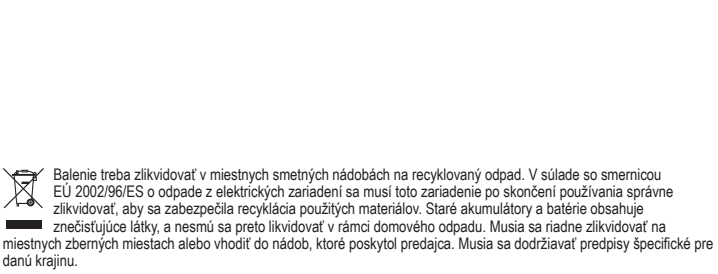 Balenie treba zlikvidovať v miestnych smetných nádobách na recyklovaný odpad. V súlade so smernicou
EÚ 2002/96/ES o odpade z elektrických zariadení sa musí toto zariadenie po skončení používania správne
zlikvidovať, aby sa zabezpečila recyklácia použitých materiálov. Staré akumulátory a batérie obsahuje
znečisťujúce látky, a nesmú sa preto likvidovať v rámci domového odpadu. Musia sa riadne zlikvidovať na
miestnych zberných miestach alebo vhodiť do nádob, ktoré poskytol predajca. Musia sa dodržiavať predpisy špecifické pre
danú krajinu.